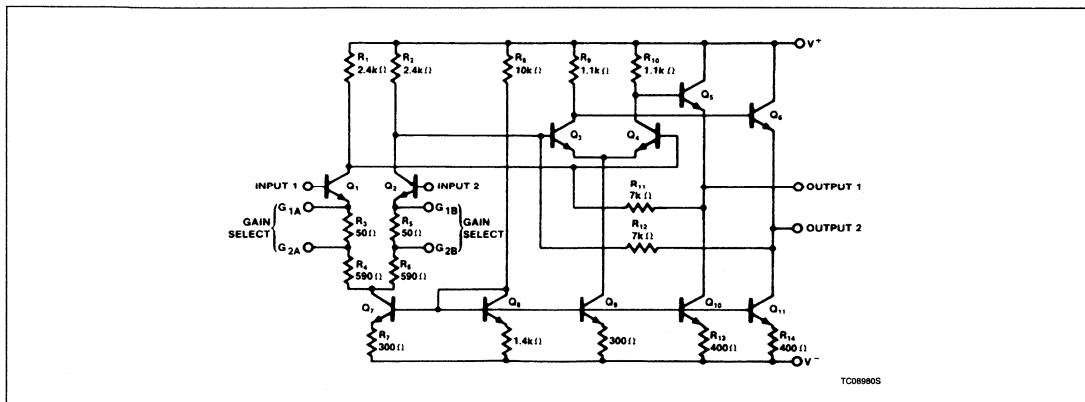 V+
R1
2.4kΩ
R2
2.4kΩ
R8
10kΩ
R9
1.1kΩ
R10
1.1kΩ
Q5
Q6
Q3
Q4
INPUT 1
Q1
Q2
INPUT 2
R11
7kΩ
OUTPUT 1
G1A
G1B
GAIN
SELECT
R3
50Ω
R5
50Ω
GAIN
SELECT
R12
7kΩ
OUTPUT 2
G2A
G2B
R4
590Ω
R6
590Ω
Q7
Q8
Q9
Q10
Q11
R7
300Ω
1.4kΩ
300Ω
R13
400Ω
R14
400Ω
V−
TC08980S